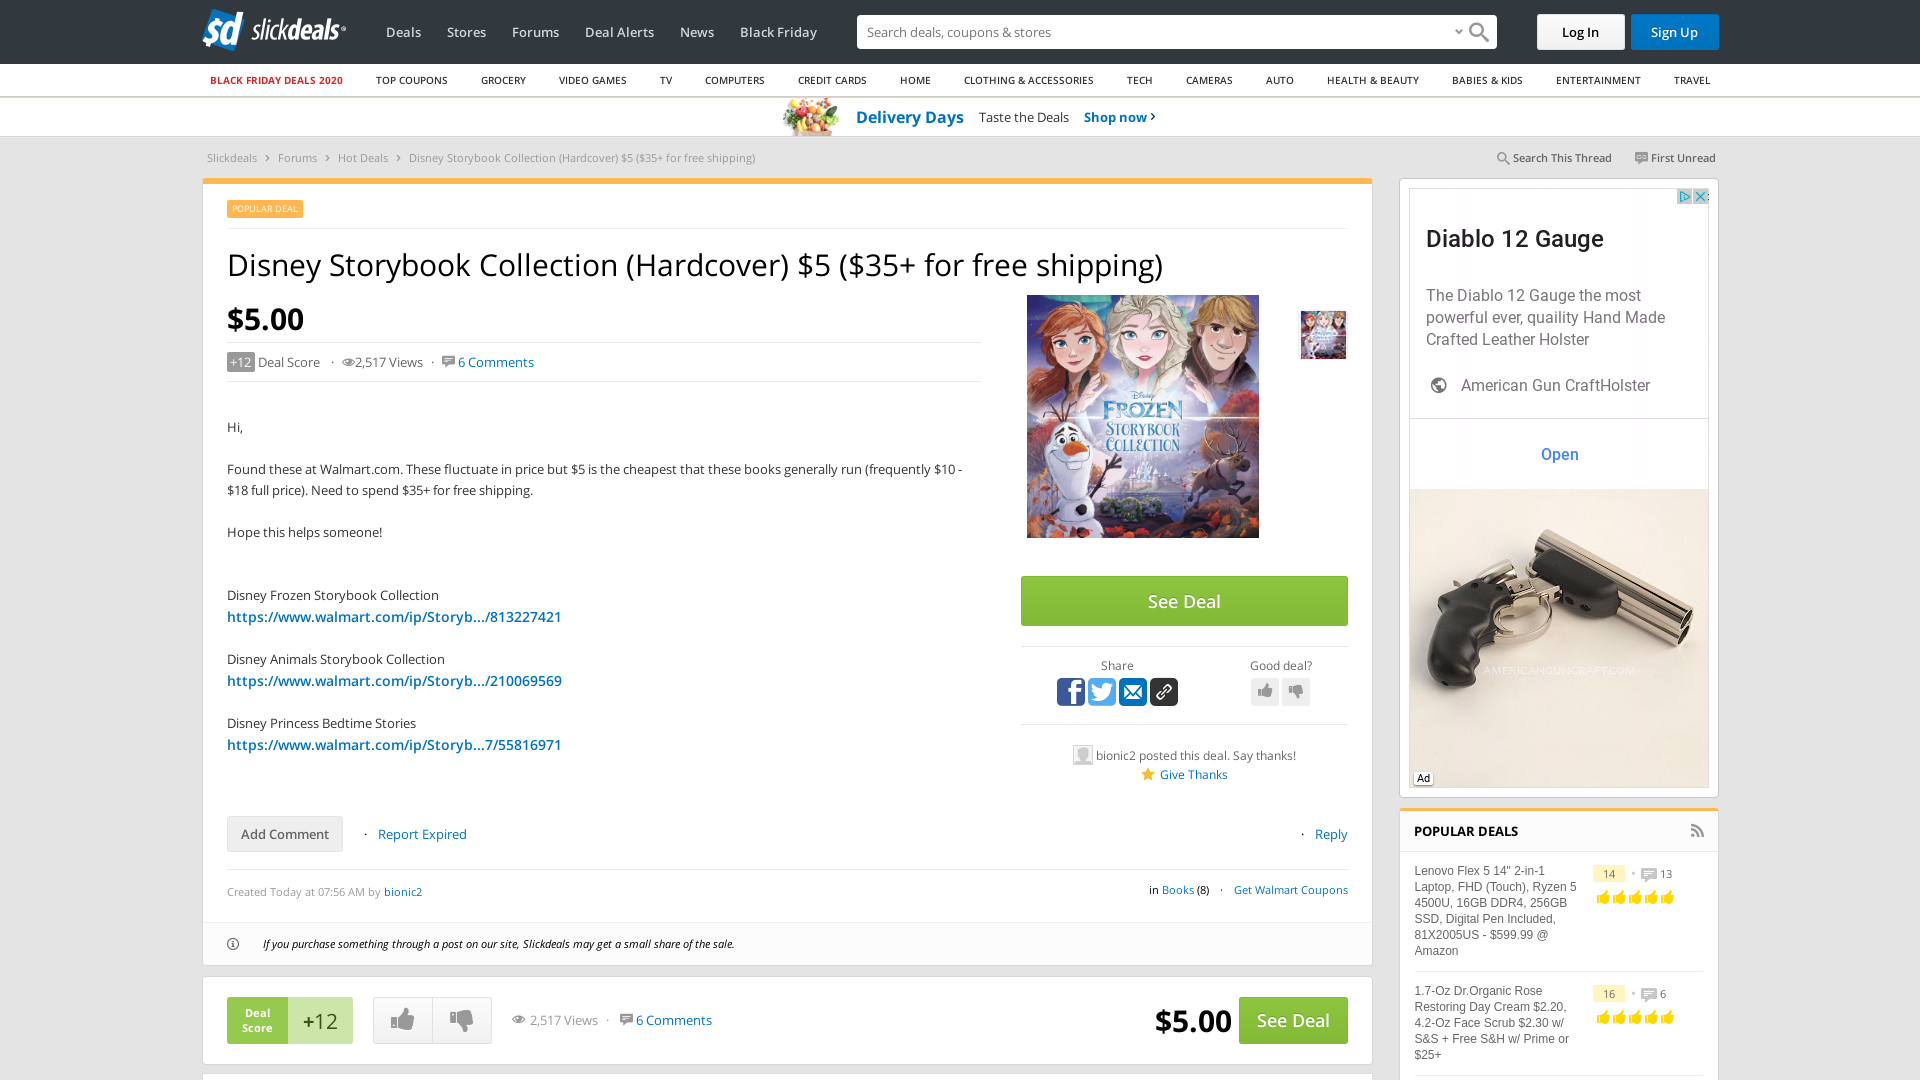 slickdeals
Deals
Stores
Forums
Deal Alerts
News
Black Friday
Search deals, coupons & stores
Log In
Sign Up
BLACK FRIDAY DEALS 2020
TOP COUPONS
GROCERY
VIDEO GAMES
TV
COMPUTERS
CREDIT CARDS
HOME
CLOTHING & ACCESSORIES
TECH
CAMERAS
AUTO
HEALTH & BEAUTY
BABIES & KIDS
ENTERTAINMENT
TRAVEL
Delivery Days Taste the Deals Shop now
Slickdeals > Forums > Hot Deals > Disney Storybook Collection (Hardcover) $5 ($35+ for free shipping)
Search This Thread
First Unread
POPULAR DEAL
Disney Storybook Collection (Hardcover) $5 ($35+ for free shipping)
$5.00
+12 Deal Score · 2,517 Views · 6 Comments
Hi,
Found these at Walmart.com. These fluctuate in price but $5 is the cheapest that these books generally run (frequently $10 -
$18 full price). Need to spend $35+ for free shipping.
Hope this helps someone!
Disney Frozen Storybook Collection
https://www.walmart.com/ip/Storyb.../813227421
Disney Animals Storybook Collection
https://www.walmart.com/ip/Storyb.../210069569
Disney Princess Bedtime Stories
https://www.walmart.com/ip/Storyb...7/55816971
Disney
FROZEN
STORYBOOK
COLLECTION
See Deal
Share
Good deal?
bionic2 posted this deal. Say thanks!
Give Thanks
Add Comment · Report Expired
· Reply
Created Today at 07:56 AM by bionic2
in Books (8) · Get Walmart Coupons
If you purchase something through a post on our site, Slickdeals may get a small share of the sale.
Deal
Score
+12
2,517 Views · 6 Comments
$5.00 See Deal
Diablo 12 Gauge
The Diablo 12 Gauge the most
powerful ever, quaility Hand Made
Crafted Leather Holster
American Gun CraftHolster
Open
AMERICANGUNCRAFT.COM
Ad
POPULAR DEALS
Lenovo Flex 5 14" 2-in-1
Laptop, FHD (Touch), Ryzen 5
4500U, 16GB DDR4, 256GB
SSD, Digital Pen Included,
81X2005US - $599.99 @
Amazon
14 • 13
1.7-Oz Dr.Organic Rose
Restoring Day Cream $2.20,
4.2-Oz Face Scrub $2.30 w/
S&S + Free S&H w/ Prime or
$25+
16 • 6